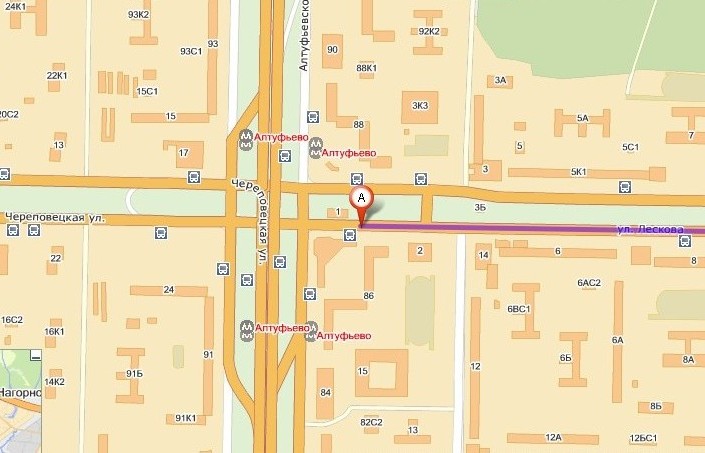 24К1
93К2
93
93С1
Алтуфьевско
90
92К2
22К1
15С1
88К1
3А
3К3
20С2
15
88
5А
7
13
17
Алтуфьево
Алтуфьево
5
3
5К1
Череповецкая ул.
Череповецкая ул.
1
А
3Б
ул. Лескова
22
2
14
6
8
24
86
6АС2
6ВС1
16С2
16К1
Алтуфьево
Алтуфьево
91
91Б
6Б
8А
15
12
Нагорно
14К2
84
8Б
91К1
82С2
13
12А
12БС1